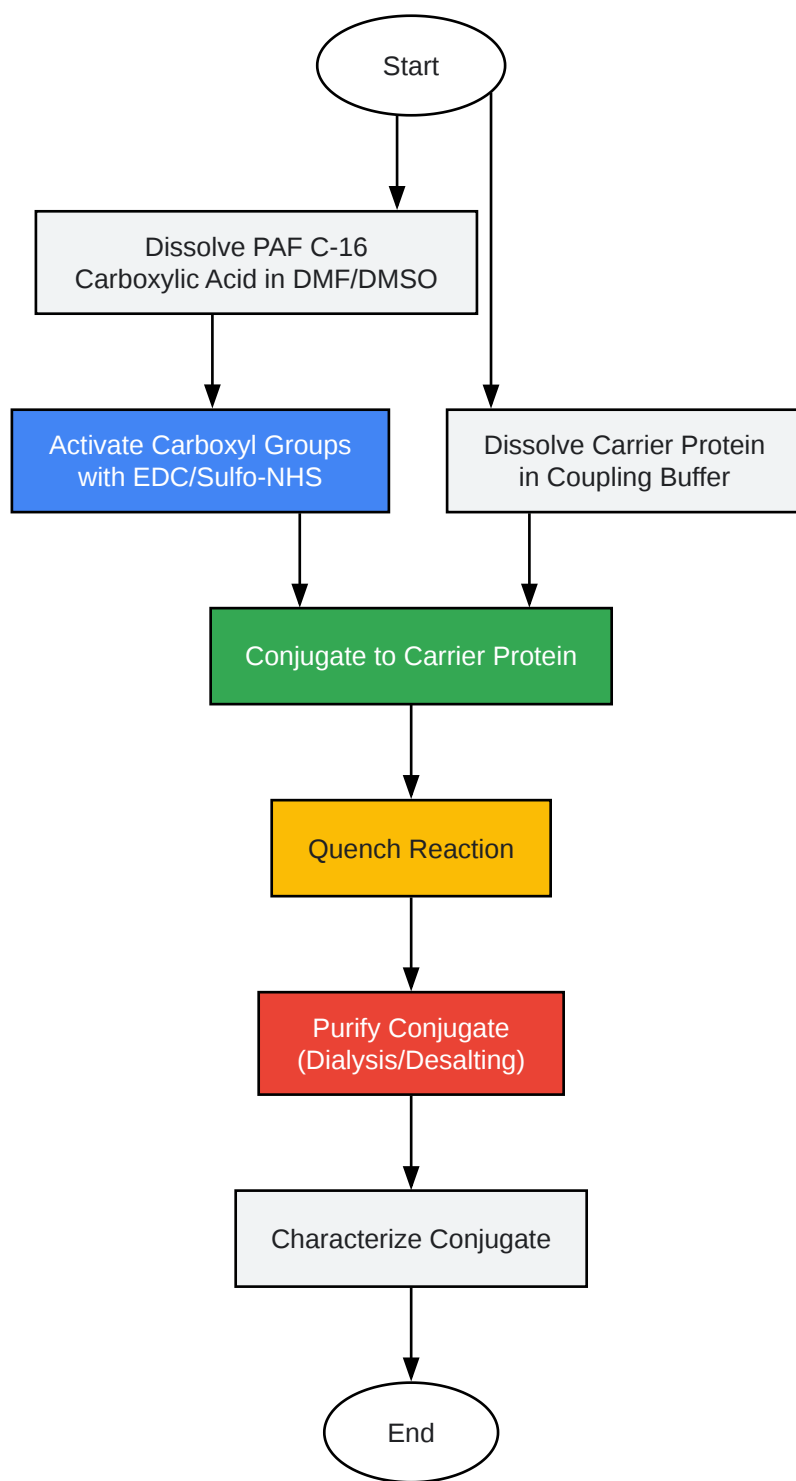 Start
Dissolve PAF C-16
Carboxylic Acid in DMF/DMSO
Activate Carboxyl Groups
with EDC/Sulfo-NHS
Dissolve Carrier Protein
in Coupling Buffer
Conjugate to Carrier Protein
Quench Reaction
Purify Conjugate
(Dialysis/Desalting)
Characterize Conjugate
End